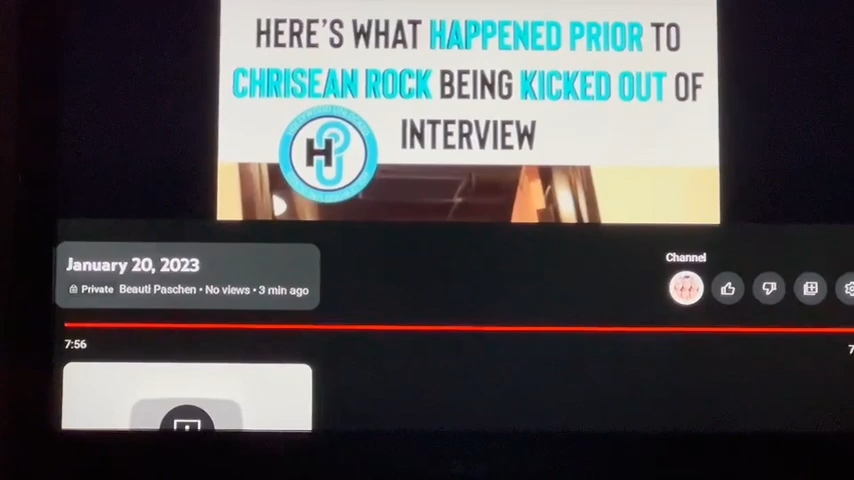 HERE'S WHAT HAPPENED PRIOR TO
CHRISEAN ROCK BEING KICKED OUT OF
INTERVIEW
H
January 20, 2023
Private Beauti Paschen • No views • 3 min ago
Channel
7:56
7